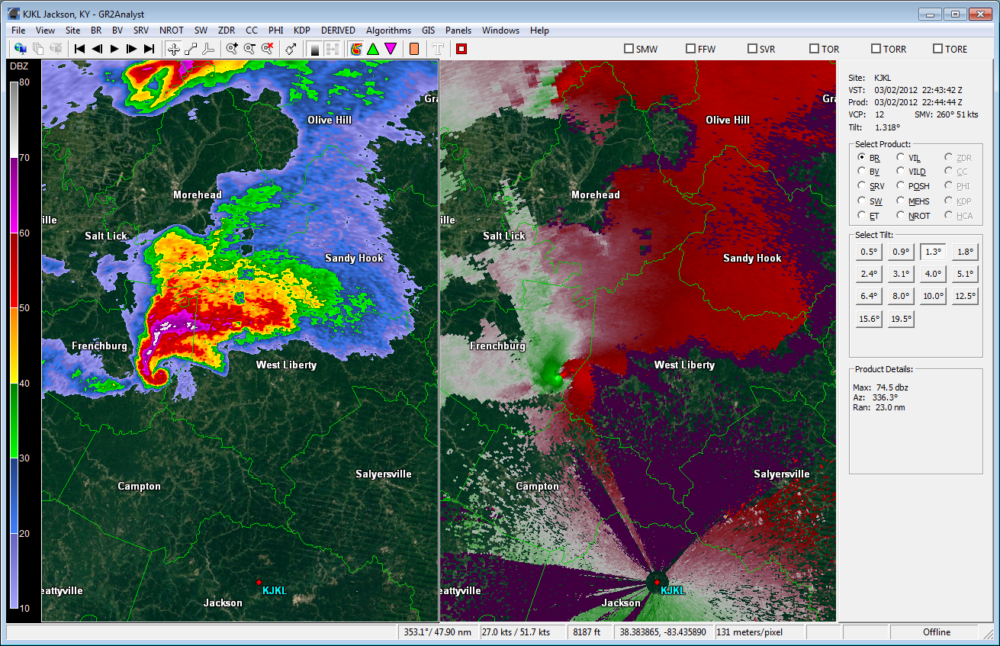 KJKL Jackson, KY - GR2Analyst
File View Site BR BV SRV NROT SW ZDR CC PHI KDP DERIVED Algorithms GIS Panels Windows Help
T SMW FFW SVR TOR TORR TORE
DBZ
80
70
60
50
40
30
20
10
Gra
Olive Hill
Morehead
ille
Salt Lick
Sandy Hook
Frenchburg
West Liberty
Salyersville
Campton
eattyville
KJKL
Jackson
Gra
Olive Hill
Morehead
ille
Salt Lick
Sandy Hook
Frenchburg
West Liberty
Salyersville
Campton
eattyville
KJKL
Jackson
Site: KJKL
VST: 03/02/2012 22:43:42 Z
Prod: 03/02/2012 22:44:44 Z
VCP: 12 SMV: 260° 51 kts
Tilt: 1.318°
Select Product:
BR VIL ZDR
BV VILD CC
SRV POSH PHI
SW MEHS KDP
ET NROT HCA
Select Tilt:
0.5° 0.9° 1.3° 1.8°
2.4° 3.1° 4.0° 5.1°
6.4° 8.0° 10.0° 12.5°
15.6° 19.5°
Product Details:
Max: 74.5 dbz
Az: 336.3°
Ran: 23.0 nm
353.1°/ 47.90 nm 27.0 kts / 51.7 kts 8187 ft 38.383865, -83.435890 131 meters/pixel Offline